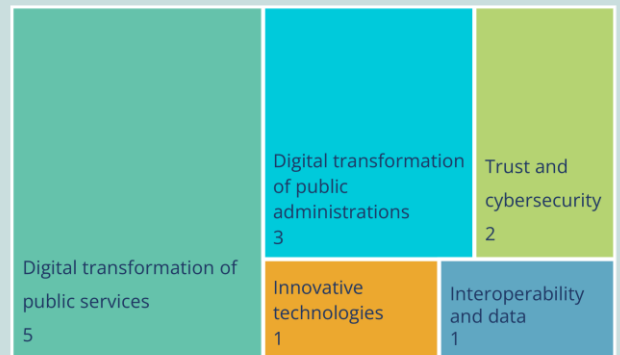 Digital transformation of
public services
5
Digital transformation
of public
administrations
3
Trust and
cybersecurity
2
Innovative
technologies
1
Interoperability
and data
1